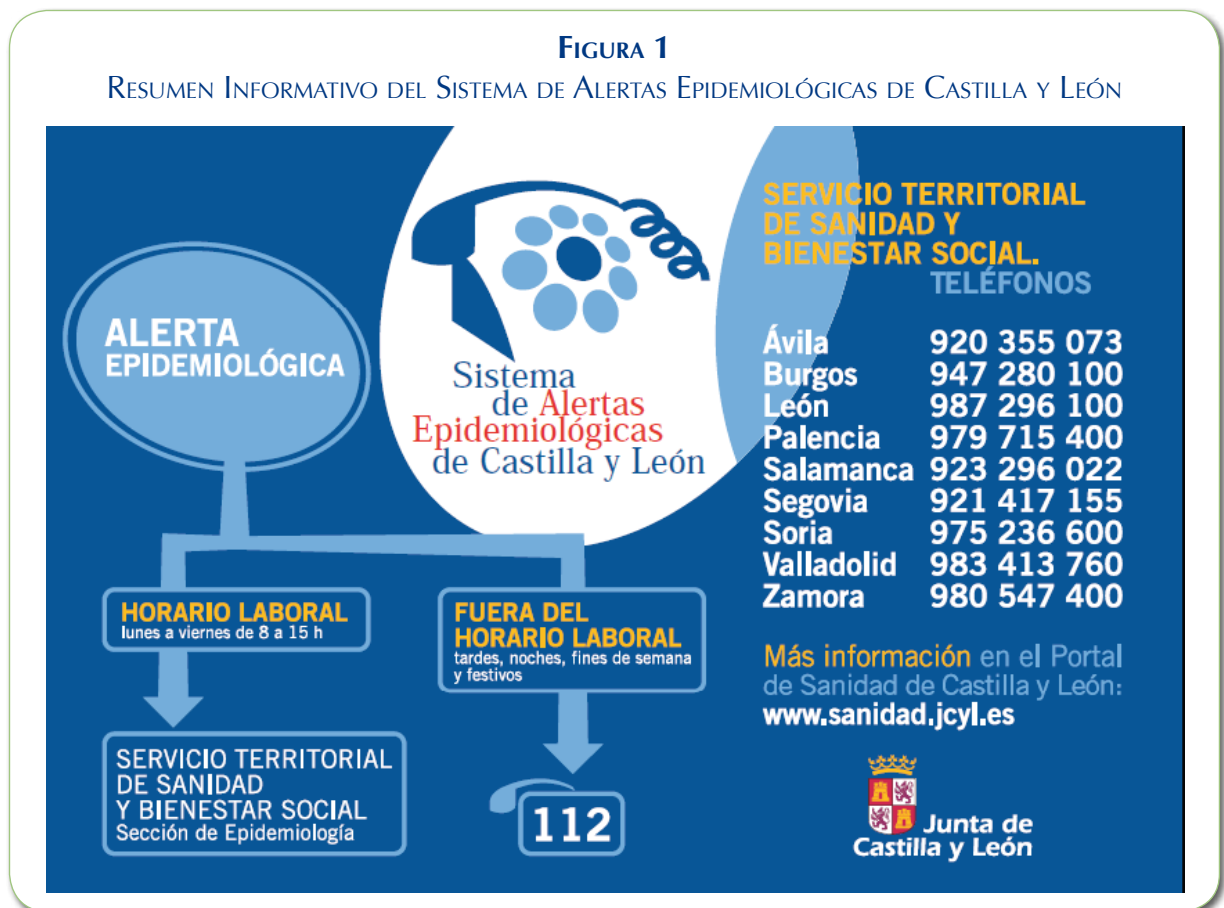 FIGURA 1
RESUMEN INFORMATIVO DEL SISTEMA DE ALERTAS EPIDEMIOLÓGICAS DE CASTILLA Y LEÓN
ALERTA
EPIDEMIOLÓGICA
Sistema
de Alertas
Epidemiológicas
de Castilla y León
HORARIO LABORAL
lunes a viernes de 8 a 15 h
FUERA DEL
HORARIO LABORAL
tardes, noches, fines de semana
y festivos
SERVICIO TERRITORIAL
DE SANIDAD
Y BIENESTAR SOCIAL
Sección de Epidemiología
112
SERVICIO TERRITORIAL
DE SANIDAD Y
BIENESTAR SOCIAL.
TELÉFONOS
Ávila 920 355 073
Burgos 947 280 100
León 987 296 100
Palencia 979 715 400
Salamanca 923 296 022
Segovia 921 417 155
Soria 975 236 600
Valladolid 983 413 760
Zamora 980 547 400
Más información en el Portal
de Sanidad de Castilla y León:
www.sanidad.jcyl.es
Junta de
Castilla y León